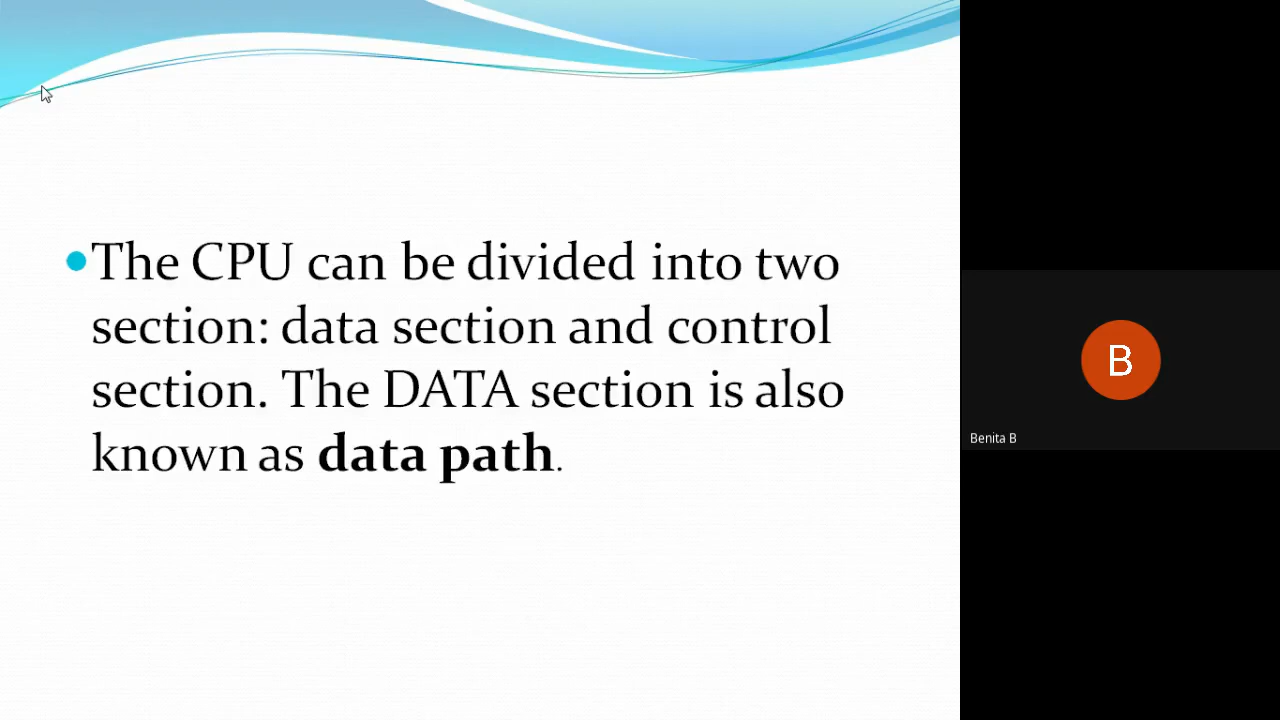 •The CPU can be divided into two
section: data section and control
section. The DATA section is also
known as data path.
B
Benita B